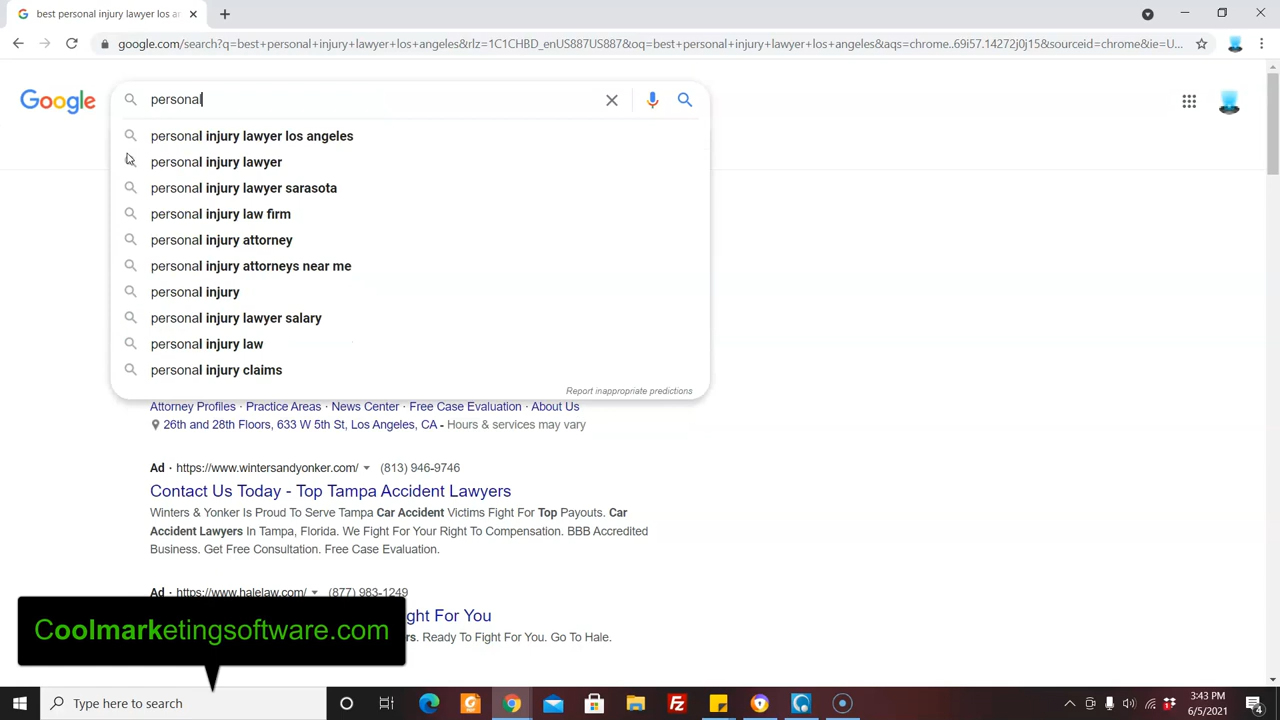 best personal injury lawyer los an
google.com/search?q=best+personal+injury+lawyer+los+angeles&rlz=1C1CHBD_enUS887US887&oq=best+personal+injury+lawyer+los+angeles&aqs=chrome..69i57.14272j0j15&sourceid=chrome&ie=U...
Google
personal
personal injury lawyer los angeles
personal injury lawyer
personal injury lawyer sarasota
personal injury law firm
personal injury attorney
personal injury attorneys near me
personal injury
personal injury lawyer salary
personal injury law
personal injury claims
Report inappropriate predictions
Attorney Profiles · Practice Areas · News Center · Free Case Evaluation · About Us
26th and 28th Floors, 633 W 5th St, Los Angeles, CA - Hours & services may vary
Ad · https://www.wintersandyonker.com/ (813) 946-9746
Contact Us Today - Top Tampa Accident Lawyers
Winters & Yonker Is Proud To Serve Tampa Car Accident Victims Fight For Top Payouts. Car
Accident Lawyers In Tampa, Florida. We Fight For Your Right To Compensation. BBB Accredited
Business. Get Free Consultation. Free Case Evaluation.
Ad · https://www.halelaw.com/ (877) 983-1249
ght For You
rs. Ready To Fight For You. Go To Hale.
Coolmarketingsoftware.com
Type here to search
3:43 PM
6/5/2021
4